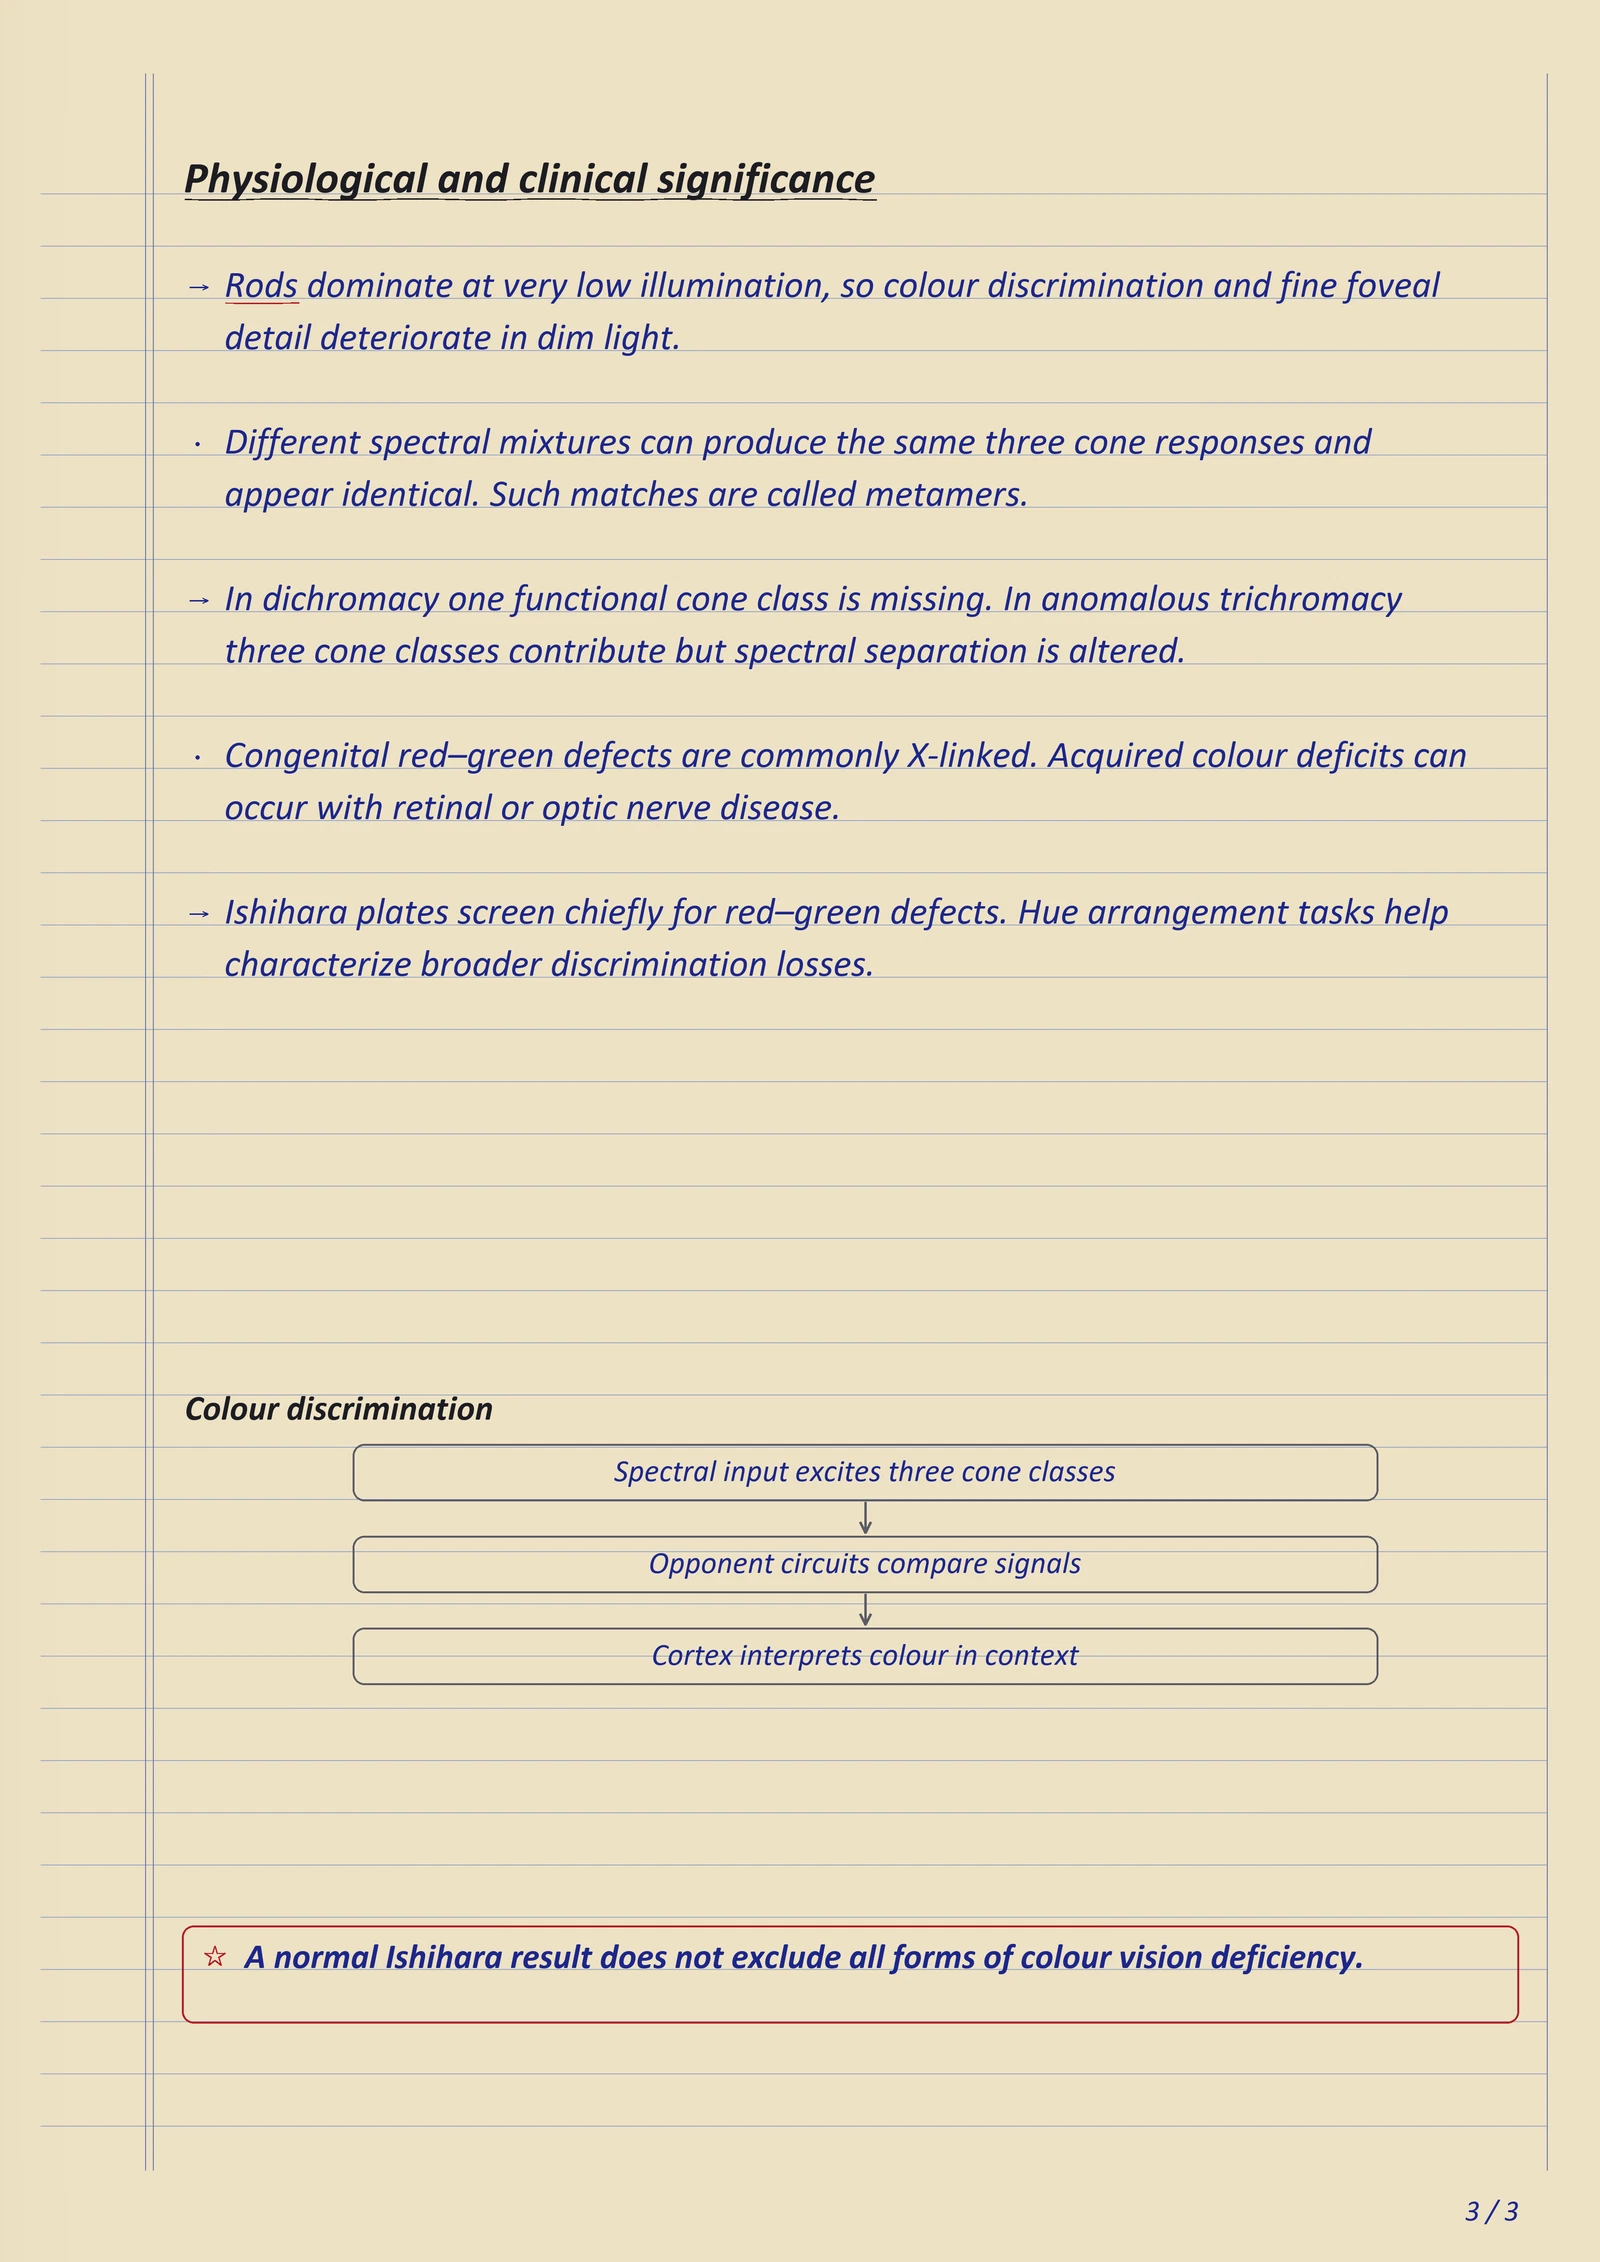 Physiological and clinical significance
→ Rods dominate at very low illumination, so colour discrimination and fine foveal
detail deteriorate in dim light.
· Different spectral mixtures can produce the same three cone responses and
appear identical. Such matches are called metamers.
→ In dichromacy one functional cone class is missing. In anomalous trichromacy
three cone classes contribute but spectral separation is altered.
· Congenital red–green defects are commonly X-linked. Acquired colour deficits can
occur with retinal or optic nerve disease.
→ Ishihara plates screen chiefly for red–green defects. Hue arrangement tasks help
characterize broader discrimination losses.
Colour discrimination
Spectral input excites three cone classes
Opponent circuits compare signals
Cortex interprets colour in context
☆ A normal Ishihara result does not exclude all forms of colour vision deficiency.
3 / 3